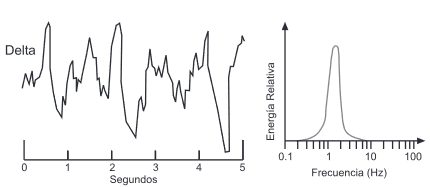 Delta
0 1 2 3 4 5
Segundos
Energía Relativa
0.1 1 10 100
Frecuencia (Hz)